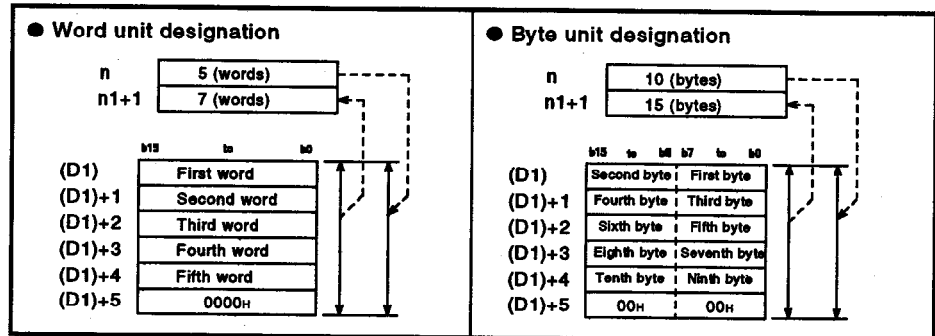 ● Word unit designation
n 5 (words)
n1+1 7 (words)
b15 to b0
(D1) First word
(D1)+1 Second word
(D1)+2 Third word
(D1)+3 Fourth word
(D1)+4 Fifth word
(D1)+5 0000H
● Byte unit designation
n 10 (bytes)
n1+1 15 (bytes)
b15 to b8 b7 to b0
(D1) Second byte First byte
(D1)+1 Fourth byte Third byte
(D1)+2 Sixth byte Fifth byte
(D1)+3 Eighth byte Seventh byte
(D1)+4 Tenth byte Ninth byte
(D1)+5 00H 00H